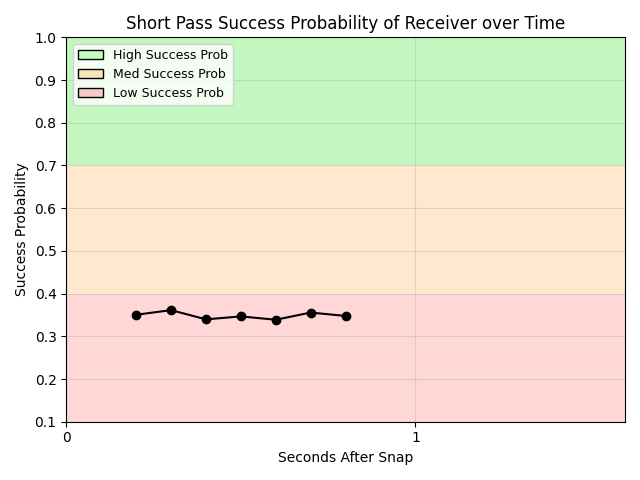 Short Pass Success Probability of Receiver over Time
High Success Prob
Med Success Prob
Low Success Prob
Success Probability
1.0
0.9
0.8
0.7
0.6
0.5
0.4
0.3
0.2
0.1
0
1
Seconds After Snap